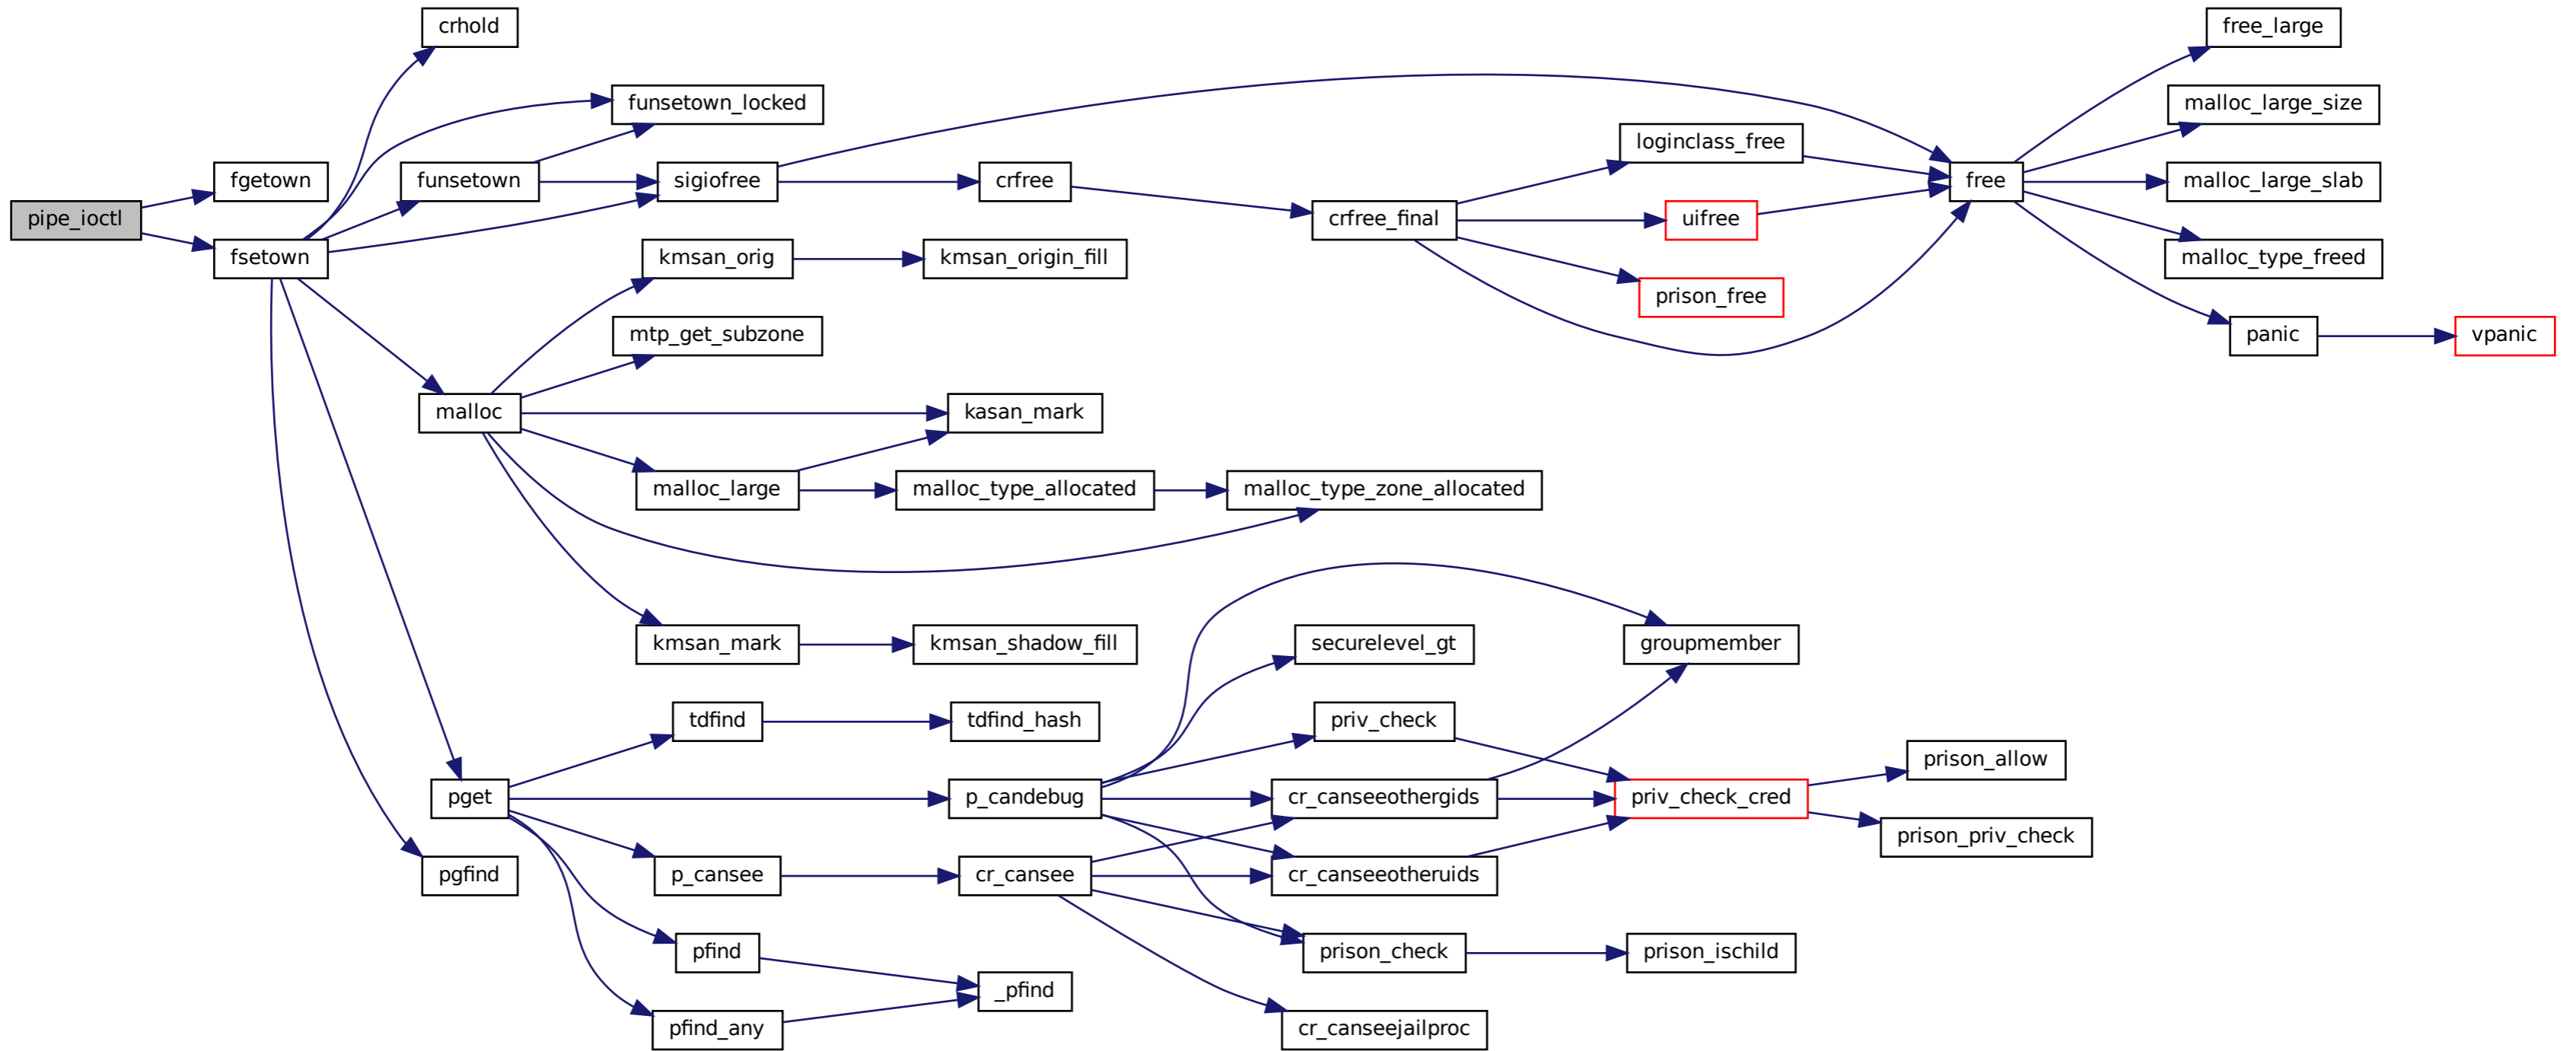 crhold
free_large
funsetown_locked
malloc_large_size
loginclass_free
fgetown
funsetown
sigiofree
crfree
free
malloc_large_slab
pipe_ioctl
crfree_final
uifree
fsetown
kmsan_orig
kmsan_origin_fill
malloc_type_freed
prison_free
mtp_get_subzone
panic
vpanic
malloc
kasan_mark
malloc_large
malloc_type_allocated
malloc_type_zone_allocated
kmsan_mark
kmsan_shadow_fill
securelevel_gt
groupmember
tdfind
tdfind_hash
priv_check
prison_allow
pget
p_candebug
cr_canseeothergids
priv_check_cred
prison_priv_check
pgfind
p_cansee
cr_cansee
cr_canseeotheruids
pfind
prison_check
prison_ischild
_pfind
pfind_any
cr_canseejailproc